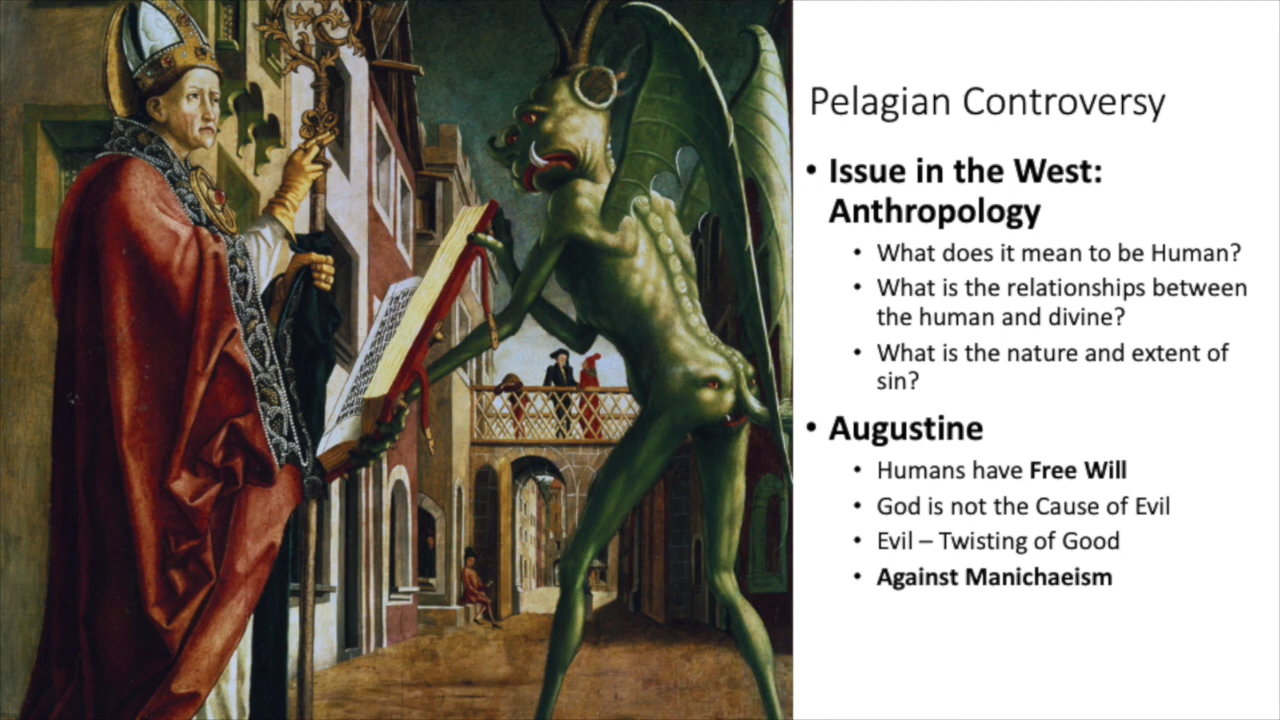 Pelagian Controversy
• Issue in the West:
Anthropology
• What does it mean to be Human?
• What is the relationships between
the human and divine?
• What is the nature and extent of
sin?
• Augustine
• Humans have Free Will
• God is not the Cause of Evil
• Evil – Twisting of Good
• Against Manichaeism